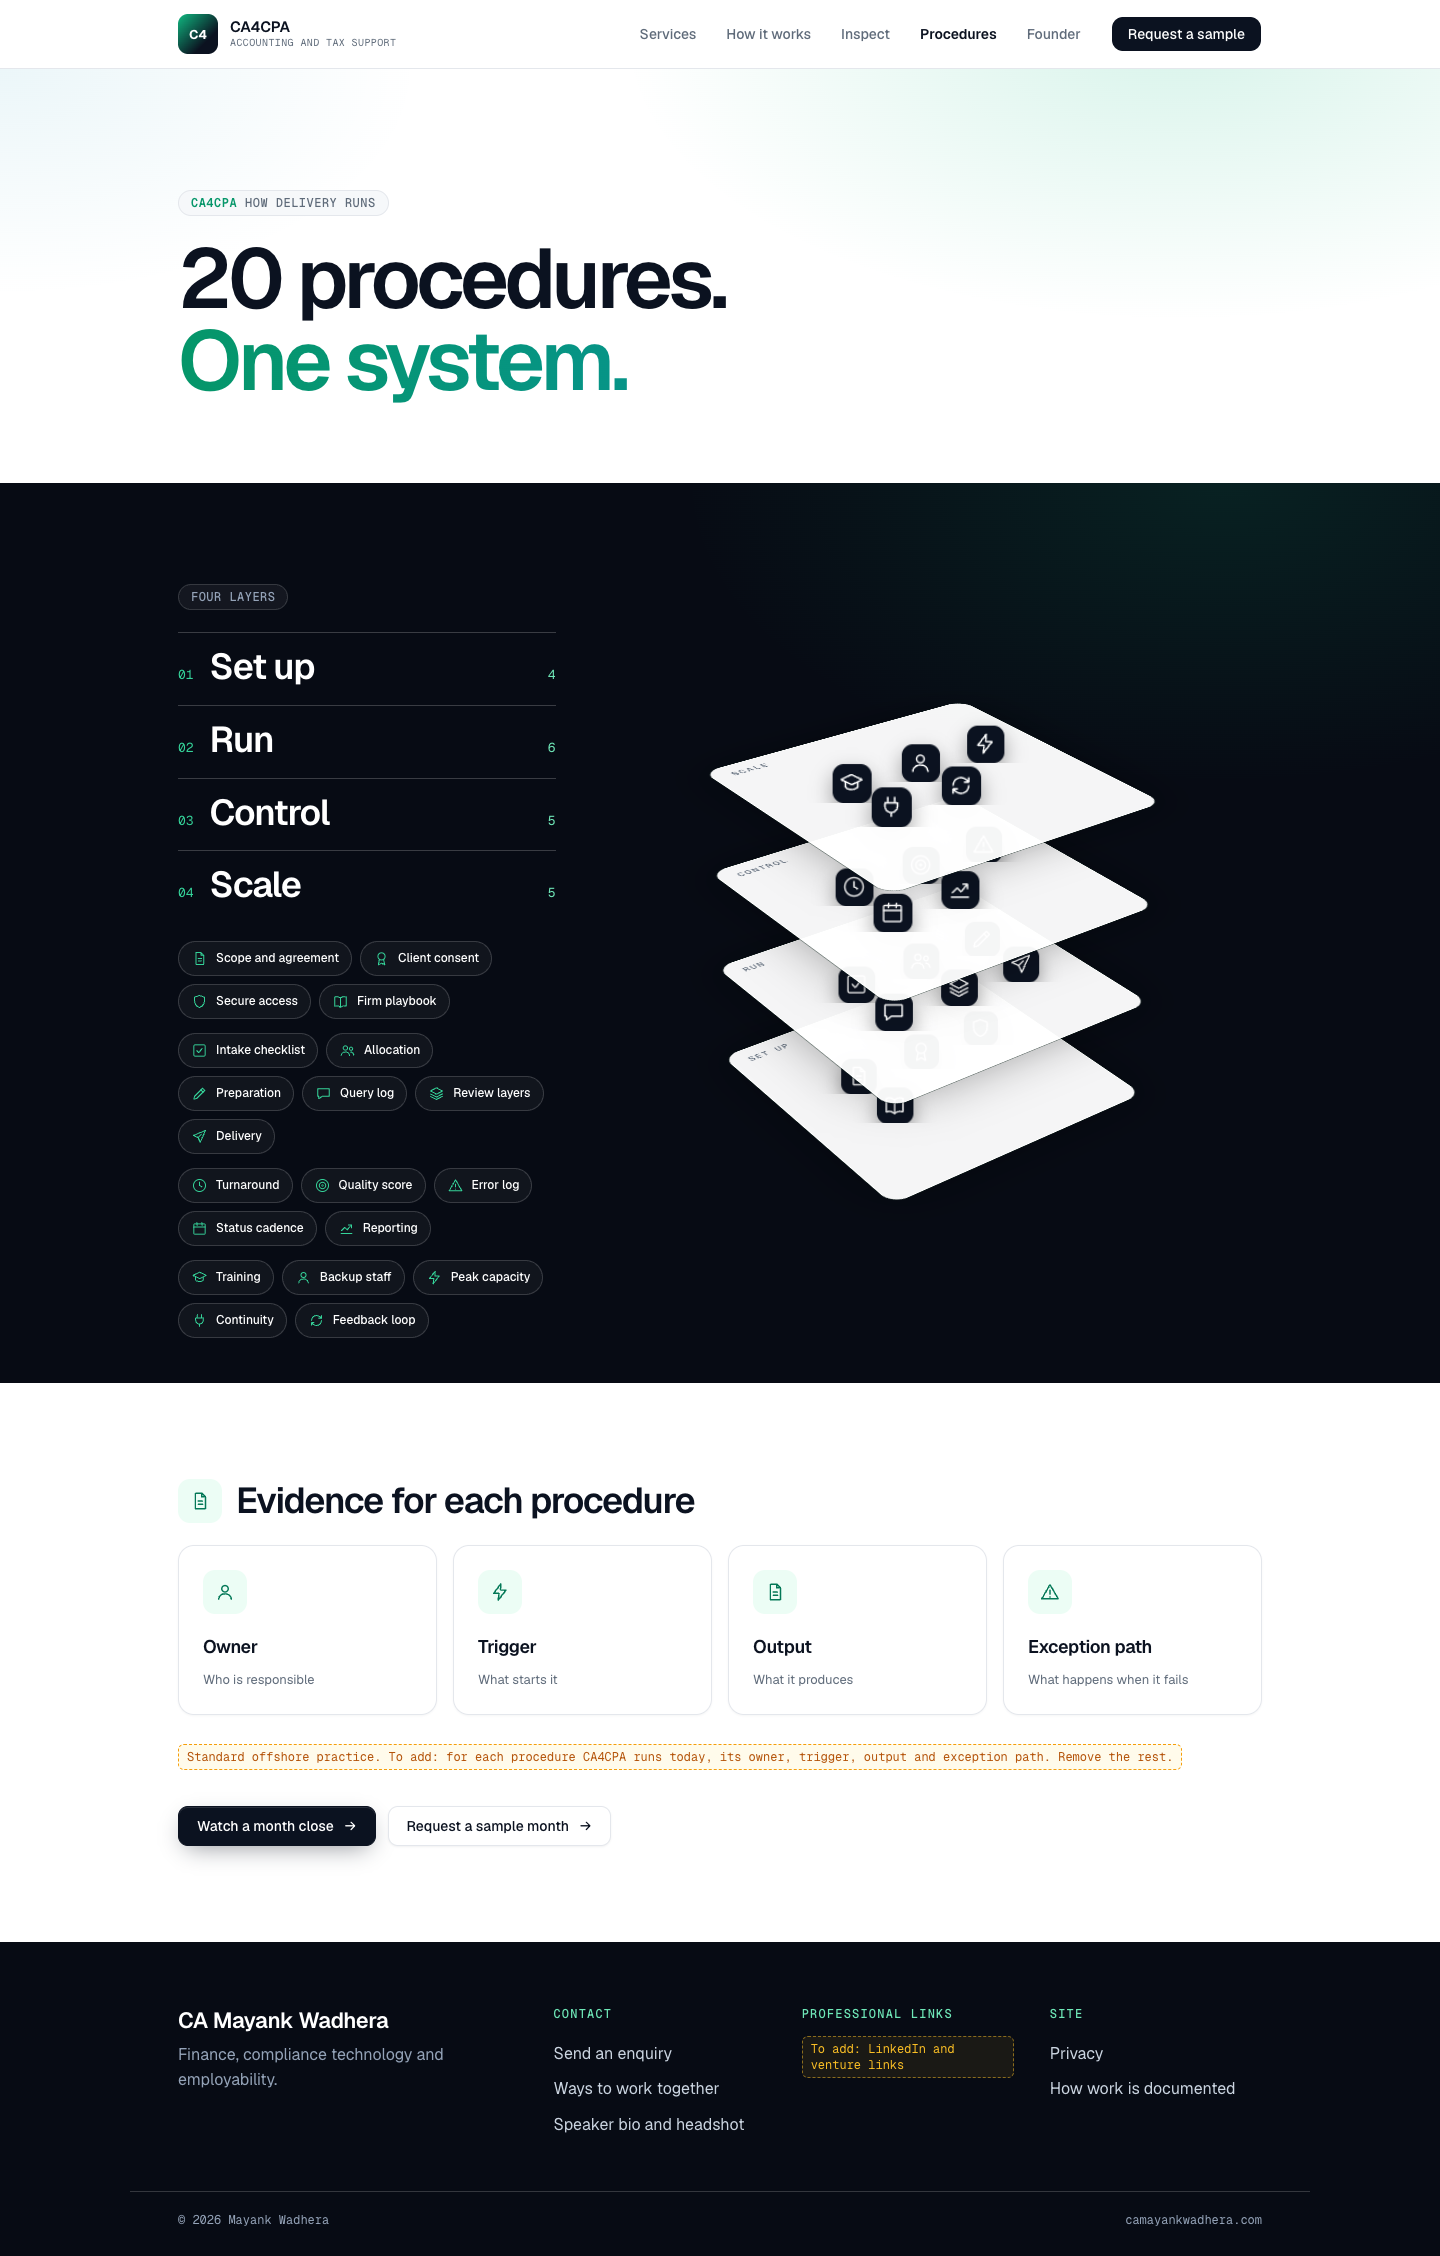 C4
CA4CPA
ACCOUNTING AND TAX SUPPORT
Services
How it works
Inspect
Procedures
Founder
Request a sample
CA4CPA HOW DELIVERY RUNS
20 procedures.
One system.
FOUR LAYERS
01 Set up 4
02 Run 6
03 Control 5
04 Scale 5
Scope and agreement
Client consent
Secure access
Firm playbook
Intake checklist
Allocation
Preparation
Query log
Review layers
Delivery
Turnaround
Quality score
Error log
Status cadence
Reporting
Training
Backup staff
Peak capacity
Continuity
Feedback loop
SCALE
CONTROL
RUN
SET UP
Evidence for each procedure
Owner
Who is responsible
Trigger
What starts it
Output
What it produces
Exception path
What happens when it fails
Standard offshore practice. To add: for each procedure CA4CPA runs today, its owner, trigger, output and exception path. Remove the rest.
Watch a month close →
Request a sample month →
CA Mayank Wadhera
Finance, compliance technology and
employability.
CONTACT
Send an enquiry
Ways to work together
Speaker bio and headshot
PROFESSIONAL LINKS
To add: LinkedIn and
venture links
SITE
Privacy
How work is documented
© 2026 Mayank Wadhera
camayankwadhera.com